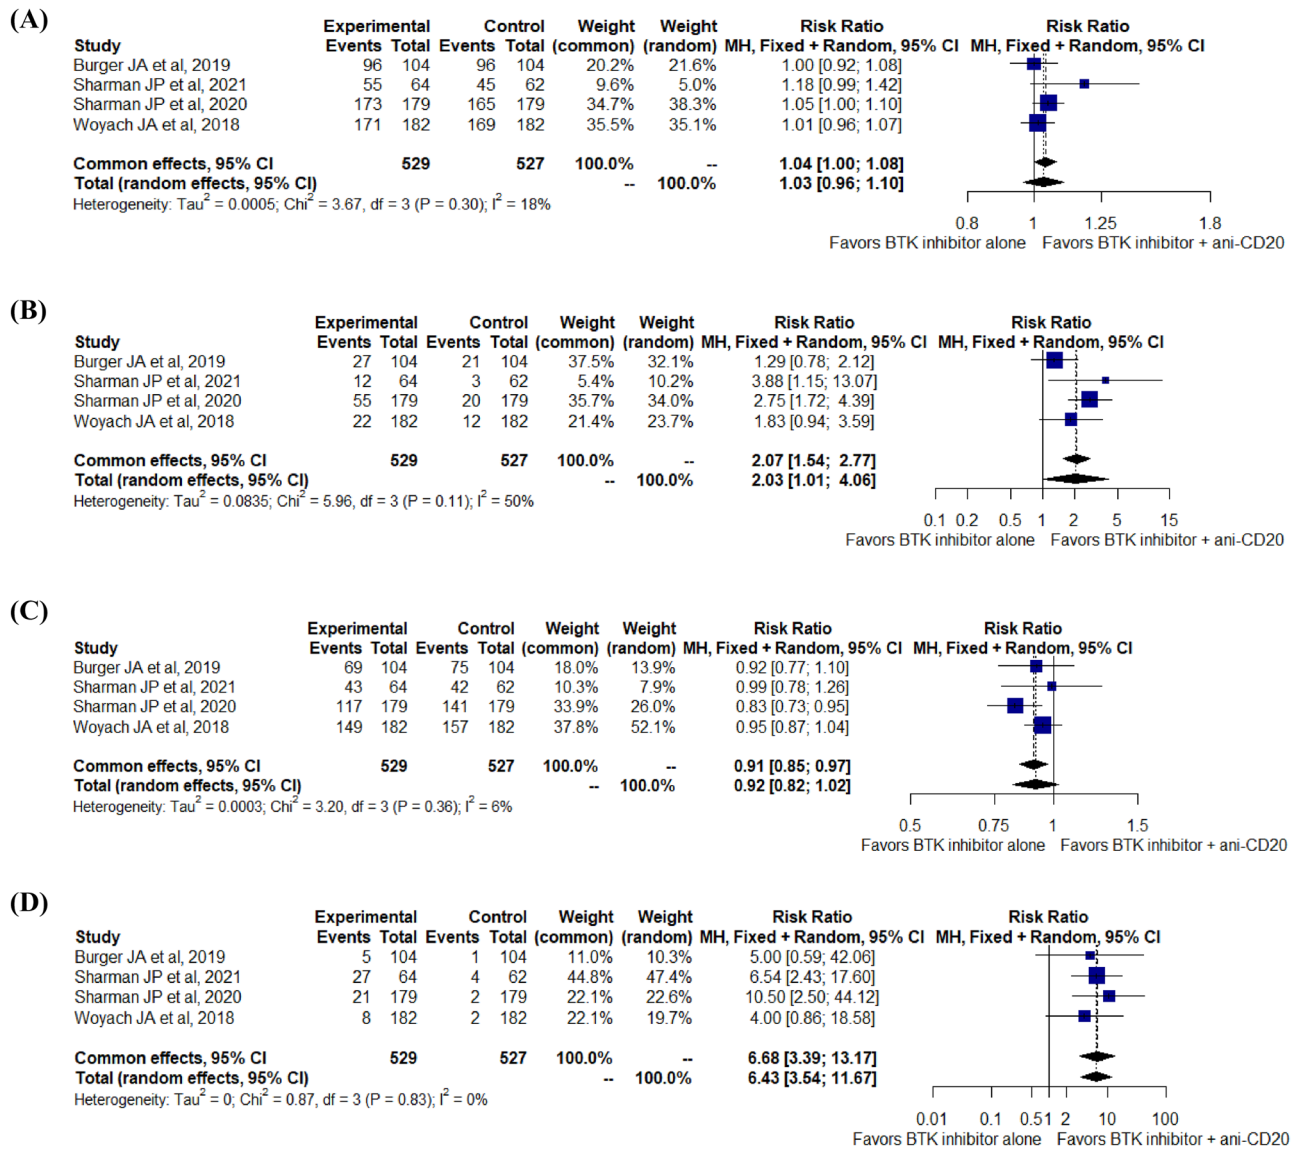 (A)
Experimental Control Weight Weight Risk Ratio Risk Ratio
Study Events Total Events Total (common) (random) MH, Fixed + Random, 95% CI MH, Fixed + Random, 95% CI
Burger JA et al, 2019 96 104 96 104 20.2% 21.6% 1.00 [0.92; 1.08]
Sharman JP et al, 2021 55 64 45 62 9.6% 5.0% 1.18 [0.99; 1.42]
Sharman JP et al, 2020 173 179 165 179 34.7% 38.3% 1.05 [1.00; 1.10]
Woyach JA et al, 2018 171 182 169 182 35.5% 35.1% 1.01 [0.96; 1.07]
Common effects, 95% CI 529 527 100.0% -- 1.04 [1.00; 1.08]
Total (random effects, 95% CI) -- 100.0% 1.03 [0.96; 1.10]
Heterogeneity: Tau² = 0.0005; Chi² = 3.67, df = 3 (P = 0.30); I² = 18%
0.8 1 1.25 1.8
Favors BTK inhibitor alone Favors BTK inhibitor + ani-CD20
(B)
Experimental Control Weight Weight Risk Ratio Risk Ratio
Study Events Total Events Total (common) (random) MH, Fixed + Random, 95% CI MH, Fixed + Random, 95% CI
Burger JA et al, 2019 27 104 21 104 37.5% 32.1% 1.29 [0.78; 2.12]
Sharman JP et al, 2021 12 64 3 62 5.4% 10.2% 3.88 [1.15; 13.07]
Sharman JP et al, 2020 55 179 20 179 35.7% 34.0% 2.75 [1.72; 4.39]
Woyach JA et al, 2018 22 182 12 182 21.4% 23.7% 1.83 [0.94; 3.59]
Common effects, 95% CI 529 527 100.0% -- 2.07 [1.54; 2.77]
Total (random effects, 95% CI) -- 100.0% 2.03 [1.01; 4.06]
Heterogeneity: Tau² = 0.0835; Chi² = 5.96, df = 3 (P = 0.11); I² = 50%
0.1 0.2 0.5 1 2 5 15
Favors BTK inhibitor alone Favors BTK inhibitor + ani-CD20
(C)
Experimental Control Weight Weight Risk Ratio Risk Ratio
Study Events Total Events Total (common) (random) MH, Fixed + Random, 95% CI MH, Fixed + Random, 95% CI
Burger JA et al, 2019 69 104 75 104 18.0% 13.9% 0.92 [0.77; 1.10]
Sharman JP et al, 2021 43 64 42 62 10.3% 7.9% 0.99 [0.78; 1.26]
Sharman JP et al, 2020 117 179 141 179 33.9% 26.0% 0.83 [0.73; 0.95]
Woyach JA et al, 2018 149 182 157 182 37.8% 52.1% 0.95 [0.87; 1.04]
Common effects, 95% CI 529 527 100.0% -- 0.91 [0.85; 0.97]
Total (random effects, 95% CI) -- 100.0% 0.92 [0.82; 1.02]
Heterogeneity: Tau² = 0.0003; Chi² = 3.20, df = 3 (P = 0.36); I² = 6%
0.5 0.75 1 1.5
Favors BTK inhibitor alone Favors BTK inhibitor + ani-CD20
(D)
Experimental Control Weight Weight Risk Ratio Risk Ratio
Study Events Total Events Total (common) (random) MH, Fixed + Random, 95% CI MH, Fixed + Random, 95% CI
Burger JA et al, 2019 5 104 1 104 11.0% 10.3% 5.00 [0.59; 42.06]
Sharman JP et al, 2021 27 64 4 62 44.8% 47.4% 6.54 [2.43; 17.60]
Sharman JP et al, 2020 21 179 2 179 22.1% 22.6% 10.50 [2.50; 44.12]
Woyach JA et al, 2018 8 182 2 182 22.1% 19.7% 4.00 [0.86; 18.58]
Common effects, 95% CI 529 527 100.0% -- 6.68 [3.39; 13.17]
Total (random effects, 95% CI) -- 100.0% 6.43 [3.54; 11.67]
Heterogeneity: Tau² = 0; Chi² = 0.87, df = 3 (P = 0.83); I² = 0%
0.01 0.1 0.5 1 2 10 100
Favors BTK inhibitor alone Favors BTK inhibitor + ani-CD20